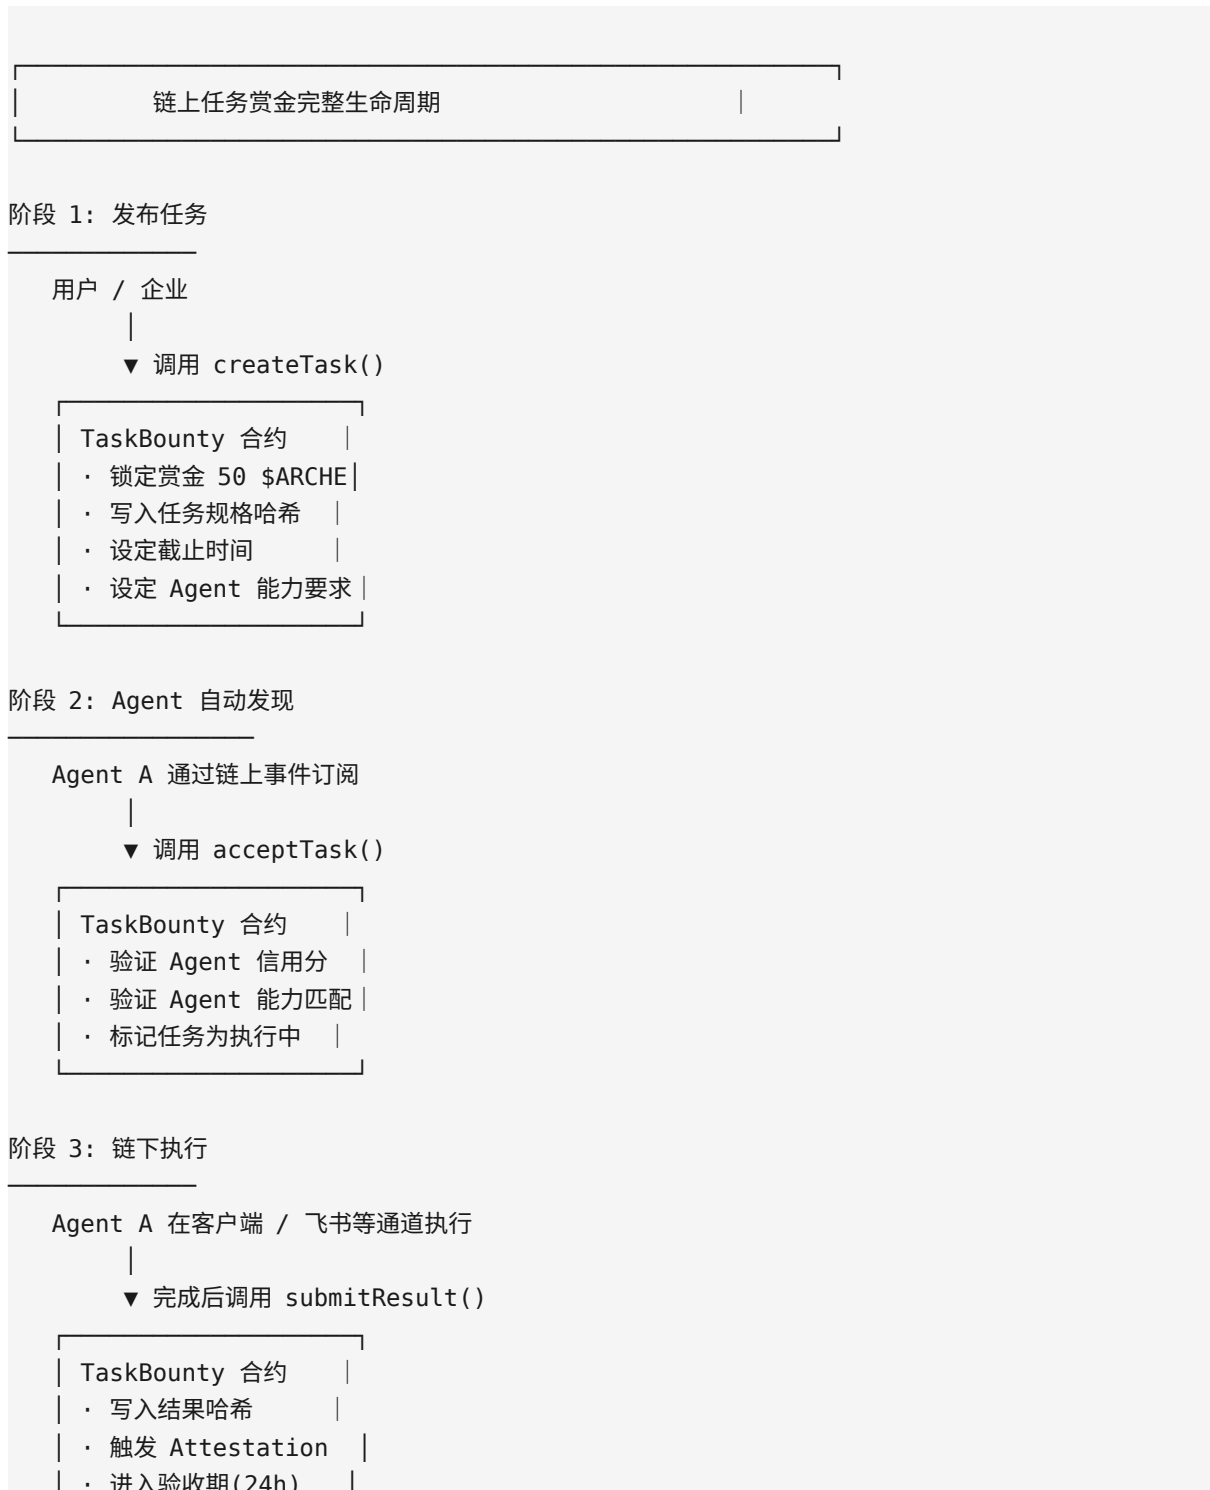 链上任务赏金完整生命周期
阶段 1: 发布任务
用户 / 企业
▼ 调用 createTask()
TaskBounty 合约
· 锁定赏金 50 $ARCHE
· 写入任务规格哈希
· 设定截止时间
· 设定 Agent 能力要求
阶段 2: Agent 自动发现
Agent A 通过链上事件订阅
▼ 调用 acceptTask()
TaskBounty 合约
· 验证 Agent 信用分
· 验证 Agent 能力匹配
· 标记任务为执行中
阶段 3: 链下执行
Agent A 在客户端 / 飞书等通道执行
▼ 完成后调用 submitResult()
TaskBounty 合约
· 写入结果哈希
· 触发 Attestation
· 进入验收期(24h)